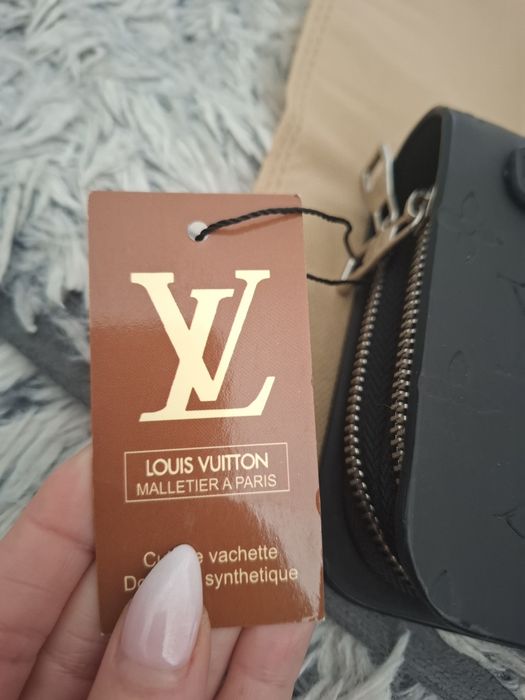 LV
LOUIS VUITTON
MALLETIER A PARIS
vachette
synthetique